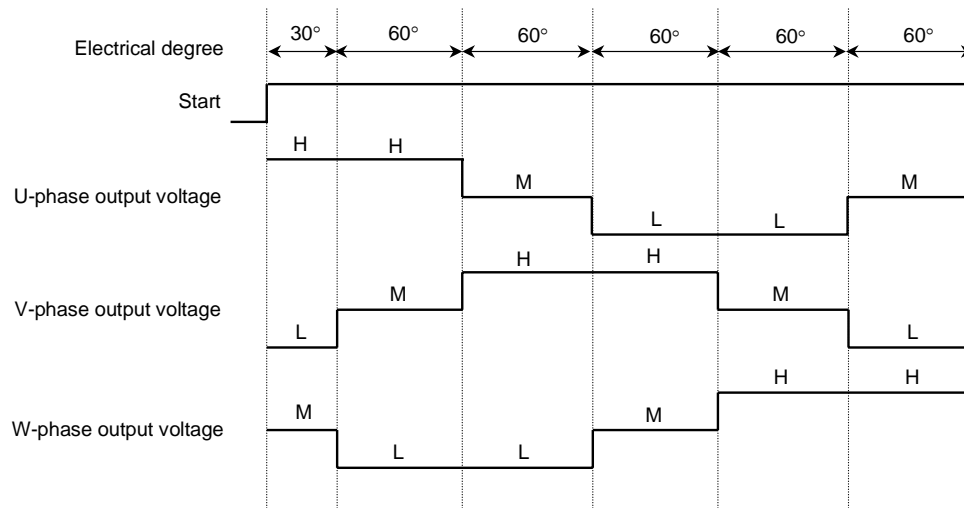 Electrical degree 30° 60° 60° 60° 60° 60°
Start
H H M L L M
U-phase output voltage
H H
M M
V-phase output voltage
L L
H H
M M
W-phase output voltage
L L